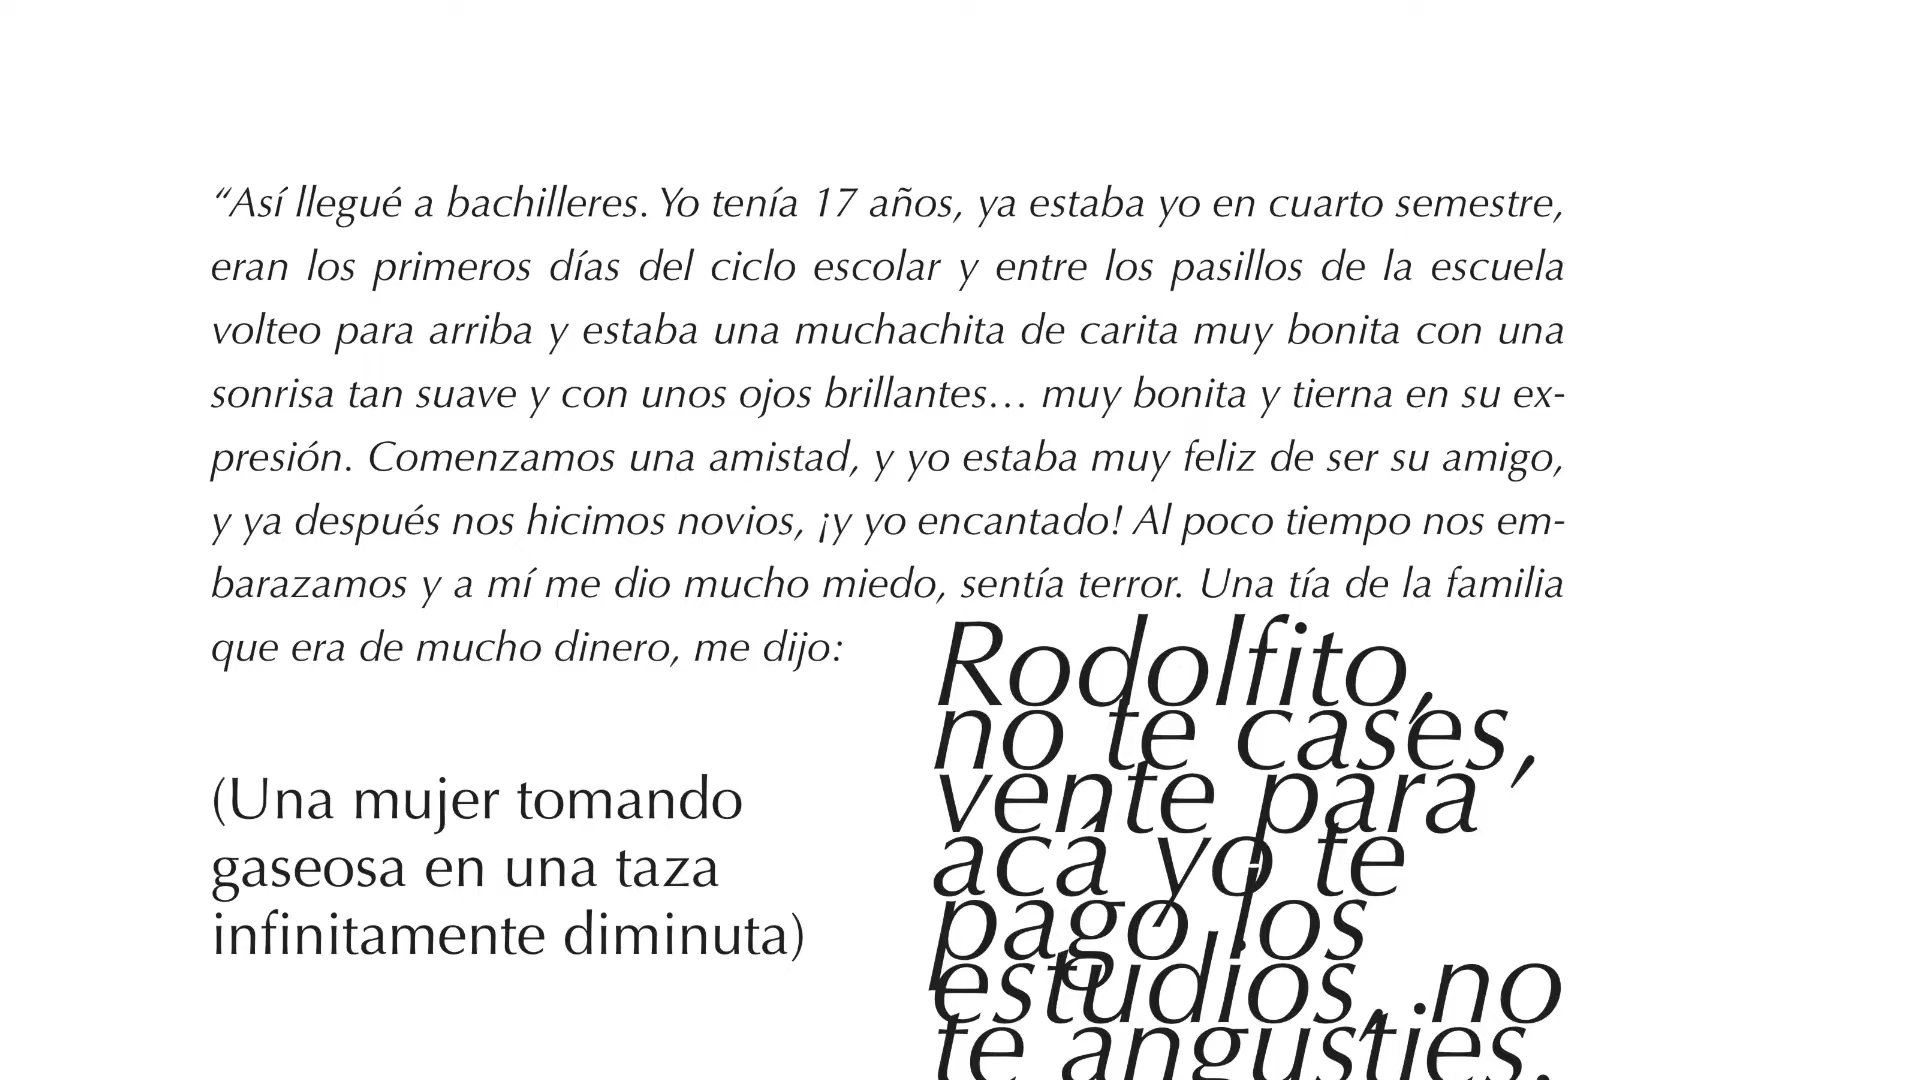 “Así llegué a bachilleres. Yo tenía 17 años, ya estaba yo en cuarto semestre,
eran los primeros días del ciclo escolar y entre los pasillos de la escuela
volteo para arriba y estaba una muchachita de carita muy bonita con una
sonrisa tan suave y con unos ojos brillantes… muy bonita y tierna en su ex-
presión. Comenzamos una amistad, y yo estaba muy feliz de ser su amigo,
y ya después nos hicimos novios, ¡y yo encantado! Al poco tiempo nos em-
barazamos y a mí me dio mucho miedo, sentía terror. Una tía de la familia
que era de mucho dinero, me dijo:
Rodolfito,
no te cases,
vente para
acá yo te
pago los
estudios, no
te angusties.
(Una mujer tomando
gaseosa en una taza
infinitamente diminuta)